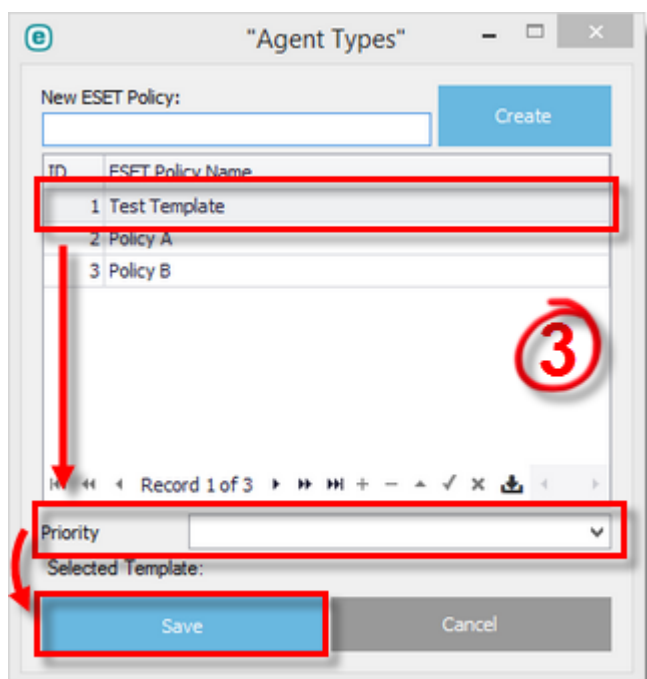 e "Agent Types"
New ESET Policy:
Create
ID ESET Policy Name
1 Test Template
2 Policy A
3 Policy B
3
Record 1 of 3
Priority
Selected Template:
Save Cancel